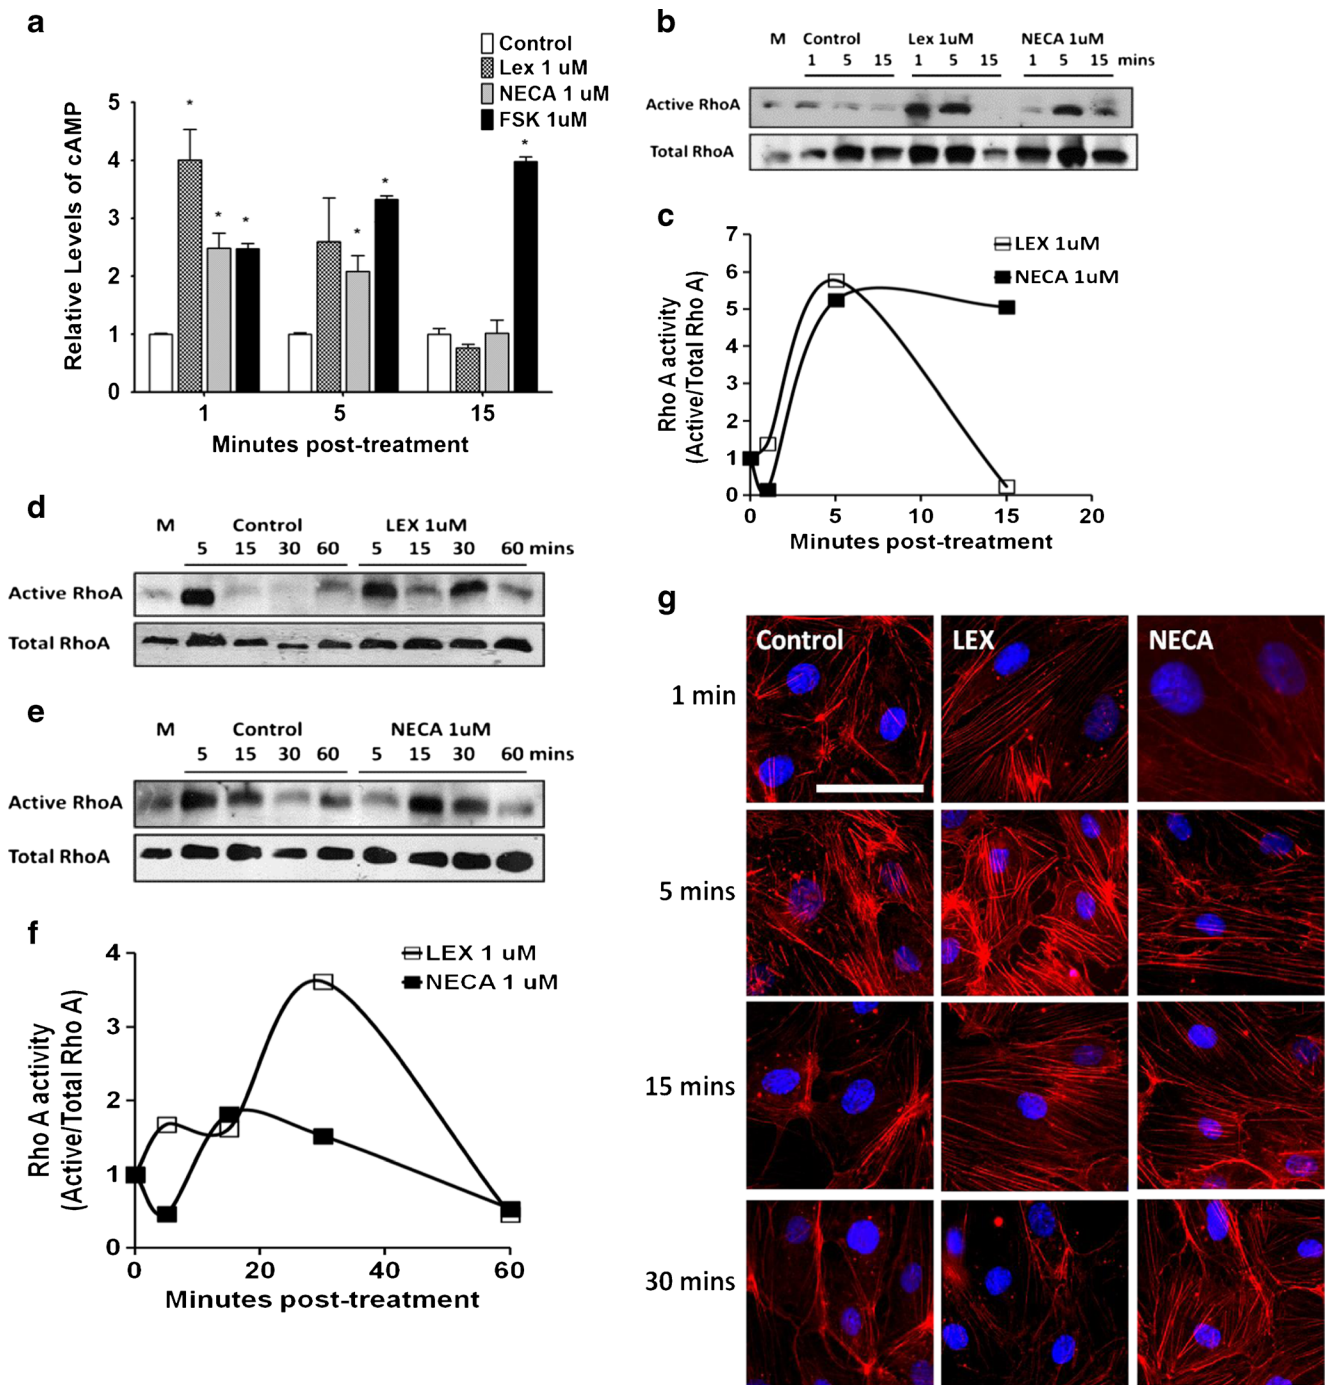 a
Control
Lex 1 uM
NECA 1 uM
FSK 1uM
Relative Levels of cAMP
5
4
3
2
1
0
*
*
*
*
*
*
1
5
15
Minutes post-treatment
b
M
Control
Lex 1uM
NECA 1uM
1
5
15
1
5
15
1
5
15
mins
Active RhoA
Total RhoA
c
LEX 1uM
NECA 1uM
Rho A activity
(Active/Total Rho A)
7
6
5
4
3
2
1
0
0
5
10
15
20
Minutes post-treatment
d
M
Control
LEX 1uM
5
15
30
60
5
15
30
60 mins
Active RhoA
Total RhoA
e
M
Control
NECA 1uM
5
15
30
60
5
15
30
60 mins
Active RhoA
Total RhoA
f
LEX 1 uM
NECA 1 uM
Rho A activity
(Active/Total Rho A)
4
3
2
1
0
0
20
40
60
Minutes post-treatment
g
Control
LEX
NECA
1 min
5 mins
15 mins
30 mins